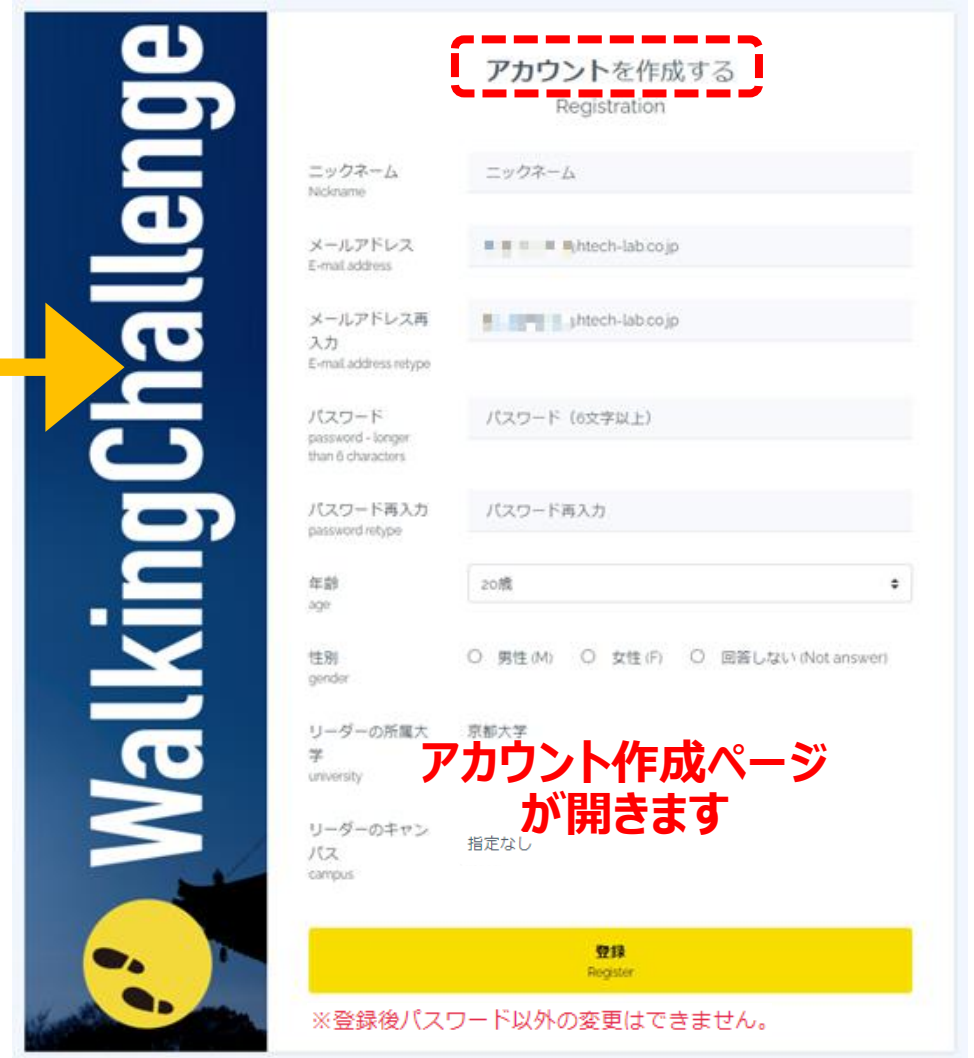 WalkingChallenge
アカウントを作成する
Registration
ニックネーム
Nickname
ニックネーム
メールアドレス
E-mail address
htech-lab.co.jp
メールアドレス再
入力
E-mail address retype
htech-lab.co.jp
パスワード
password - longer
than 6 characters
パスワード（6文字以上）
パスワード再入力
password retype
パスワード再入力
年齢
age
20歳
性別
gender
男性 (M) 女性 (F) 回答しない (Not answer)
リーダーの所属大
学
university
京都大学
アカウント作成ページ
が開きます
リーダーのキャン
パス
campus
指定なし
登録
Register
※登録後パスワード以外の変更はできません。